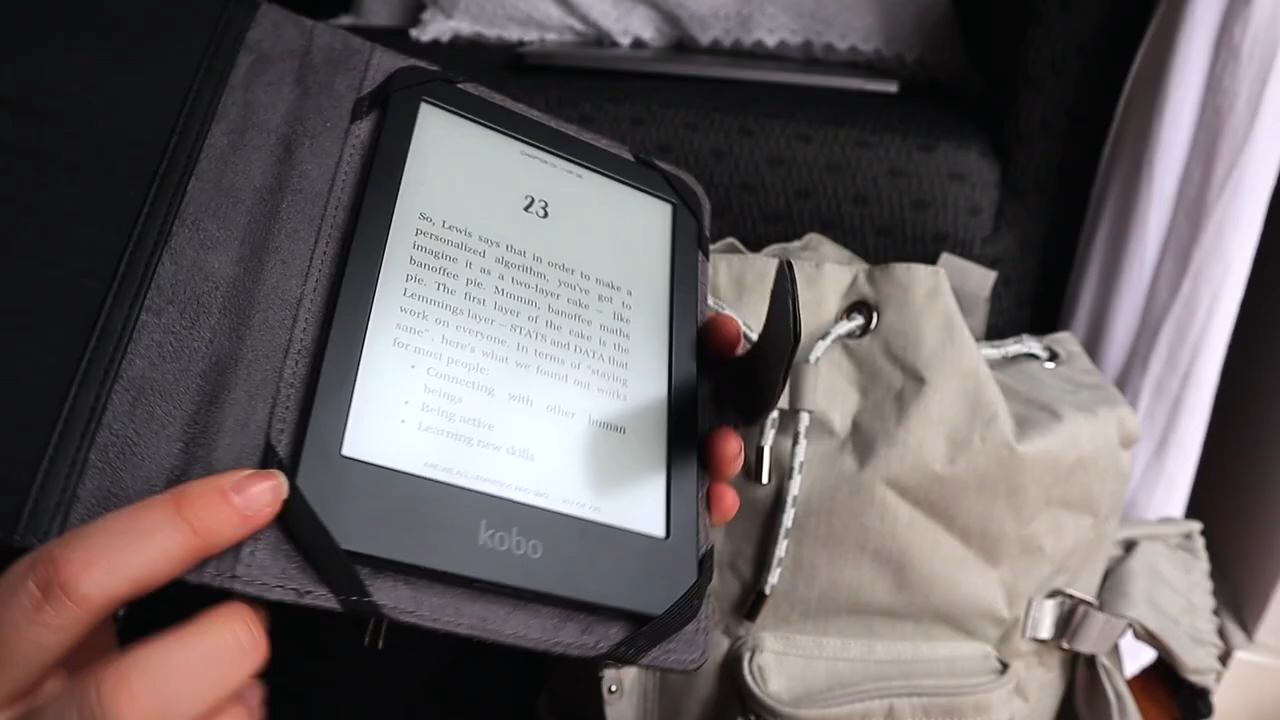 23
So, Lewis says that in order to make a
personalized algorithm, you've got to
imagine it as a two-layer cake – like
banoffee pie. Mmmm, banoffee maths
pie. The first layer of the cake is the
Lemmings layer – STATS and DATA that
work on everyone. In terms of "staying
sane", here's what we found out works
for most people:
• Connecting with other human
beings
• Being active
• Learning new skills
kobo